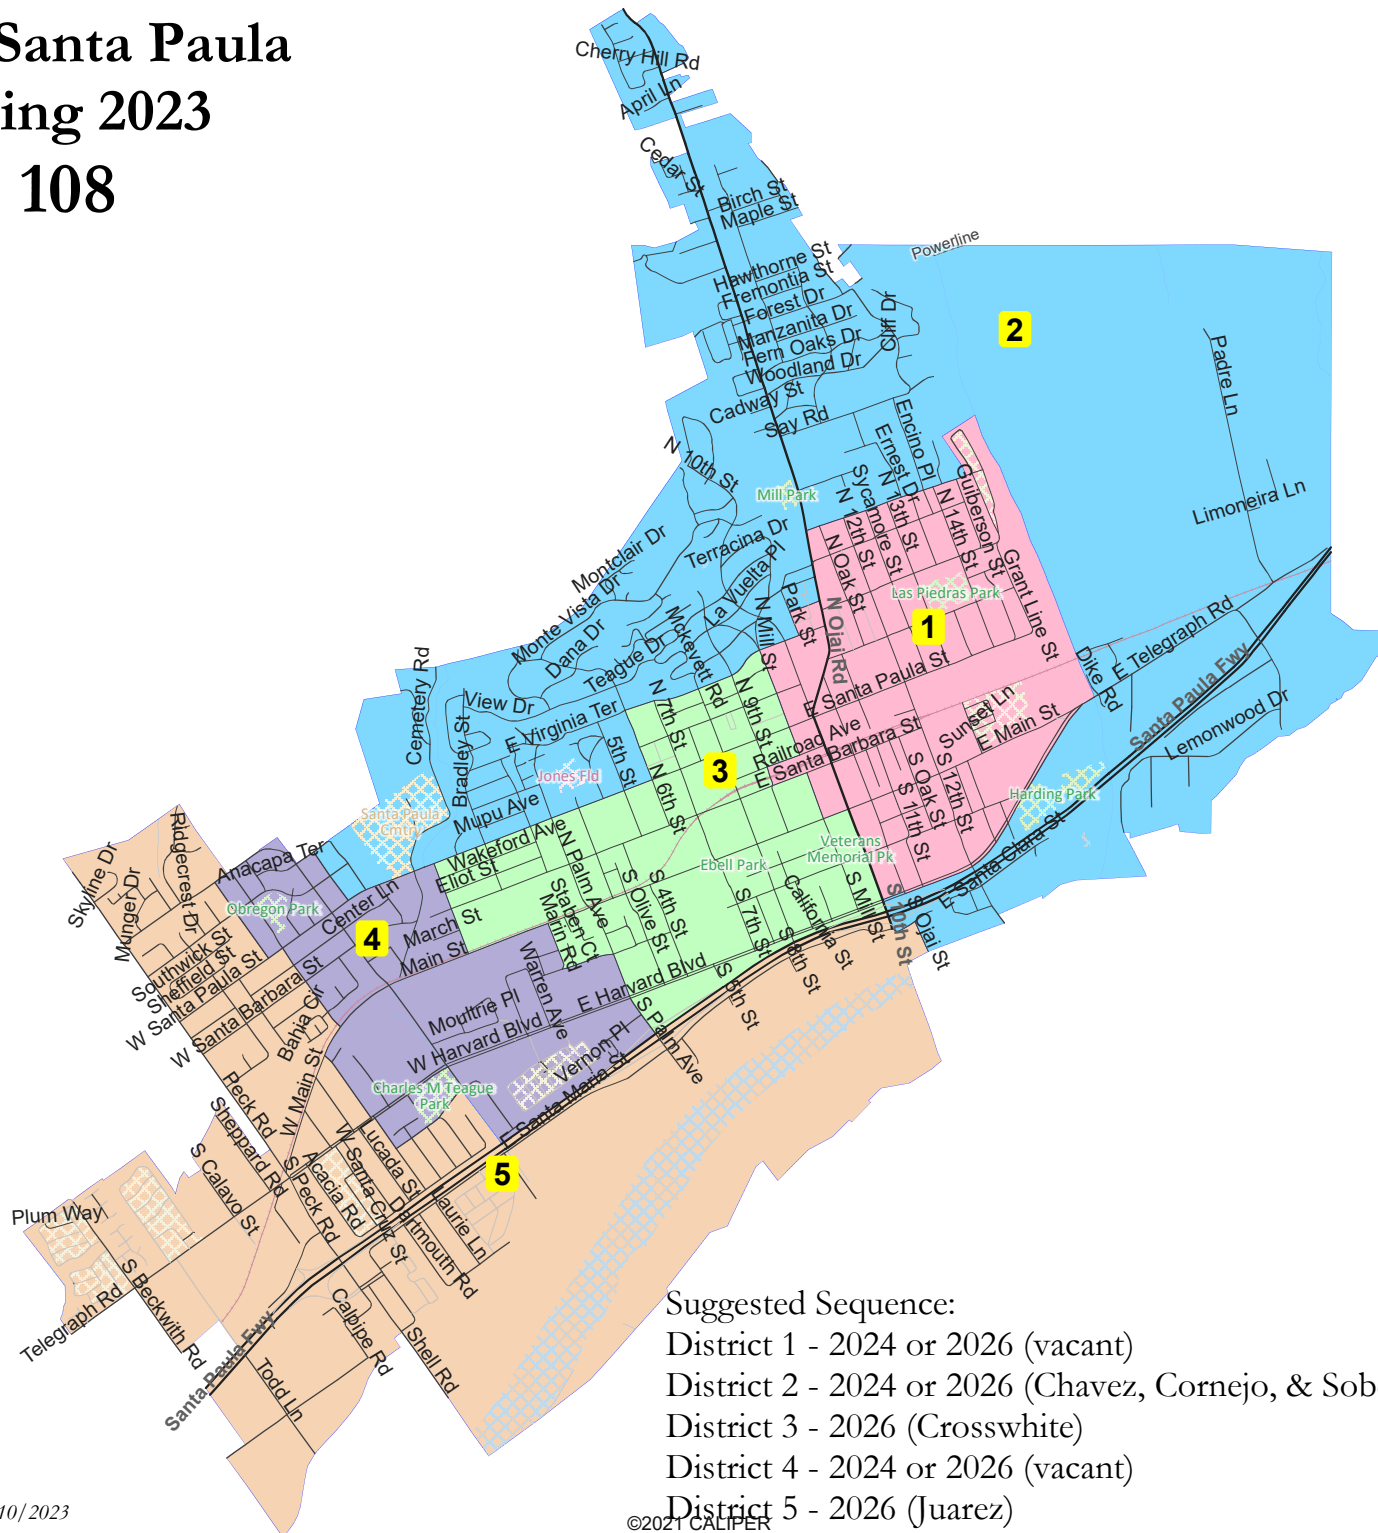 Santa Paula
ing 2023
108
Cherry Hill Rd
April Ln
Cedar St
Birch St
Maple St
Powerline
Hawthorne St
Fremontia St
Forest Dr
Cliff Dr
Manzanita Dr
Fern Oaks Dr
Woodland Dr
2
Padre Ln
Cadway St
Say Rd
N 10th St
Encino Pl
Ernest Dr
Sycamore St
N 13th St
N 12th St
N 14th St
Guiberson St
Mill Park
Limoneira Ln
Terracina Dr
Montclair Dr
La Vuelta Pl
N Oak St
Grant Line St
Las Piedras Park
Monte Vista Dr
Park St
N Mill St
N Ojai Rd
1
Mckevett Rd
Dana Dr
Teague Dr
E Telegraph Rd
Dike Rd
Cemetery Rd
View Dr
N 7th St
N 9th St
E Santa Paula St
Santa Paula Fwy
Bradley St
E Virginia Ter
5th St
Railroad Ave
E Santa Barbara St
Sunset Ln
E Main St
Lemonwood Dr
Jones Fld
3
N 6th St
S Oak St
S 12th St
S 11th St
Harding Park
Santa Paula
Cmtry
Mupu Ave
Wakeford Ave
Eliot St
N Palm Ave
Ebell Park
Veterans
Memorial Pk
E Santa Clara St
Ridgecrest Dr
Skyline Dr
Munger Dr
Anacapa Ter
Obregon Park
Center Ln
4
March St
Main St
Staben Ct
Marin Rd
S Olive St
S 4th St
S 7th St
California St
S Mill St
S 10th St
S Ojai St
S 8th St
Southwick St
Sheffield St
W Santa Paula St
W Santa Barbara St
Bahia Cir
Warren Ave
E Harvard Blvd
S 5th St
Moultrie Pl
W Harvard Blvd
S Palm Ave
Vernon Pl
E Santa Maria St
Charles M Teague
Park
Peck Rd
W Main St
Sheppard Rd
S Calavo St
S Peck Rd
Acacia Rd
W Santa Cruz St
Lucada St
Dartmouth Rd
Laurie Ln
5
Plum Way
S Beckwith Rd
Telegraph Rd
Santa Paula Fwy
Todd Ln
Calpipe Rd
Shell Rd
Suggested Sequence:
District 1 - 2024 or 2026 (vacant)
District 2 - 2024 or 2026 (Chavez, Cornejo, & Sob
District 3 - 2026 (Crosswhite)
District 4 - 2024 or 2026 (vacant)
District 5 - 2026 (Juarez)
10/2023
©2021 CALIPER